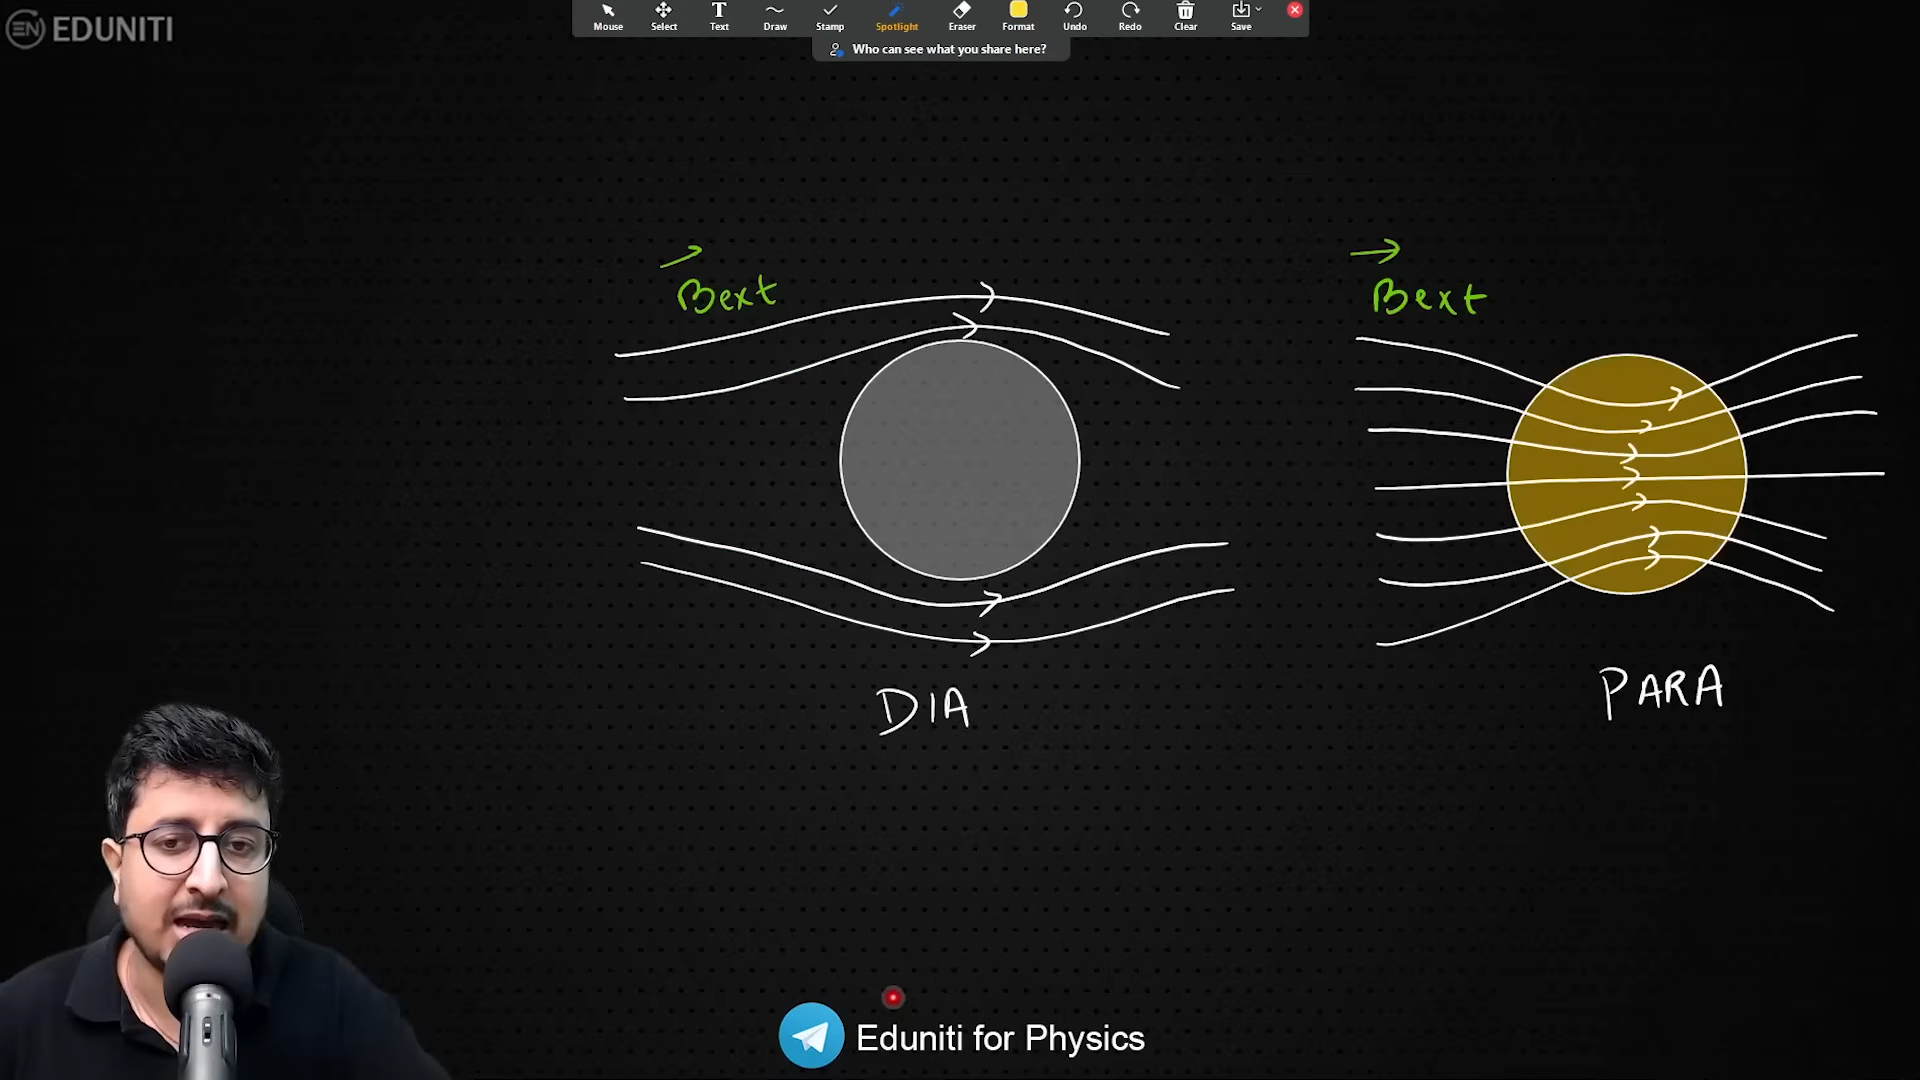 EN EDUNITI
Mouse Select Text Draw Stamp Spotlight Eraser Format Undo Redo Clear Save
Who can see what you share here?
Bext
Bext
DIA
PARA
Eduniti for Physics